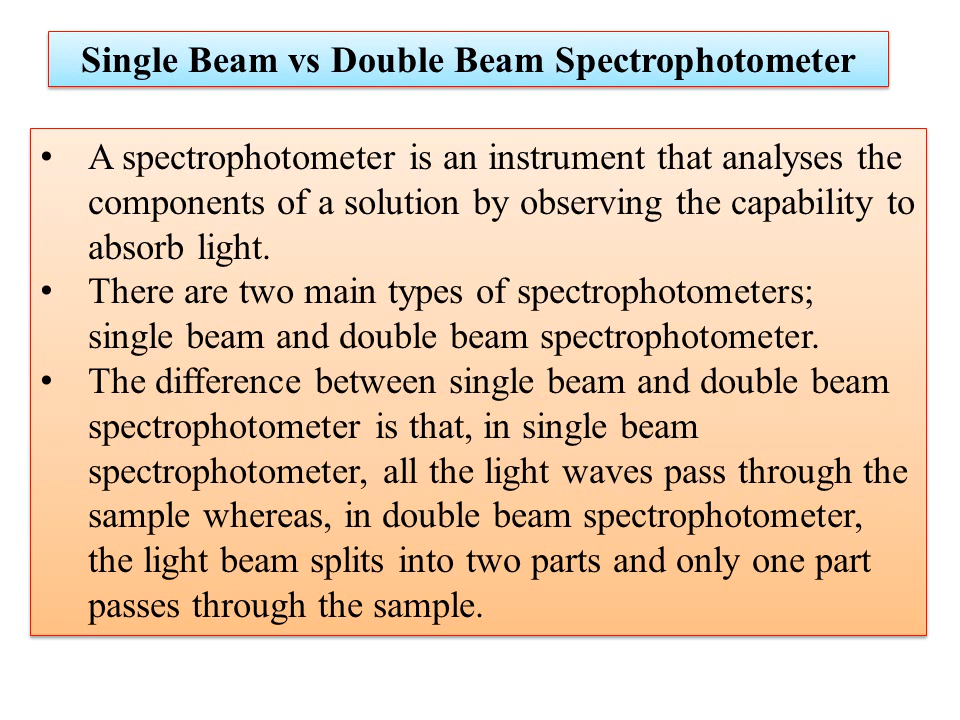 Single Beam vs Double Beam Spectrophotometer
• A spectrophotometer is an instrument that analyses the
components of a solution by observing the capability to
absorb light.
• There are two main types of spectrophotometers;
single beam and double beam spectrophotometer.
• The difference between single beam and double beam
spectrophotometer is that, in single beam
spectrophotometer, all the light waves pass through the
sample whereas, in double beam spectrophotometer,
the light beam splits into two parts and only one part
passes through the sample.